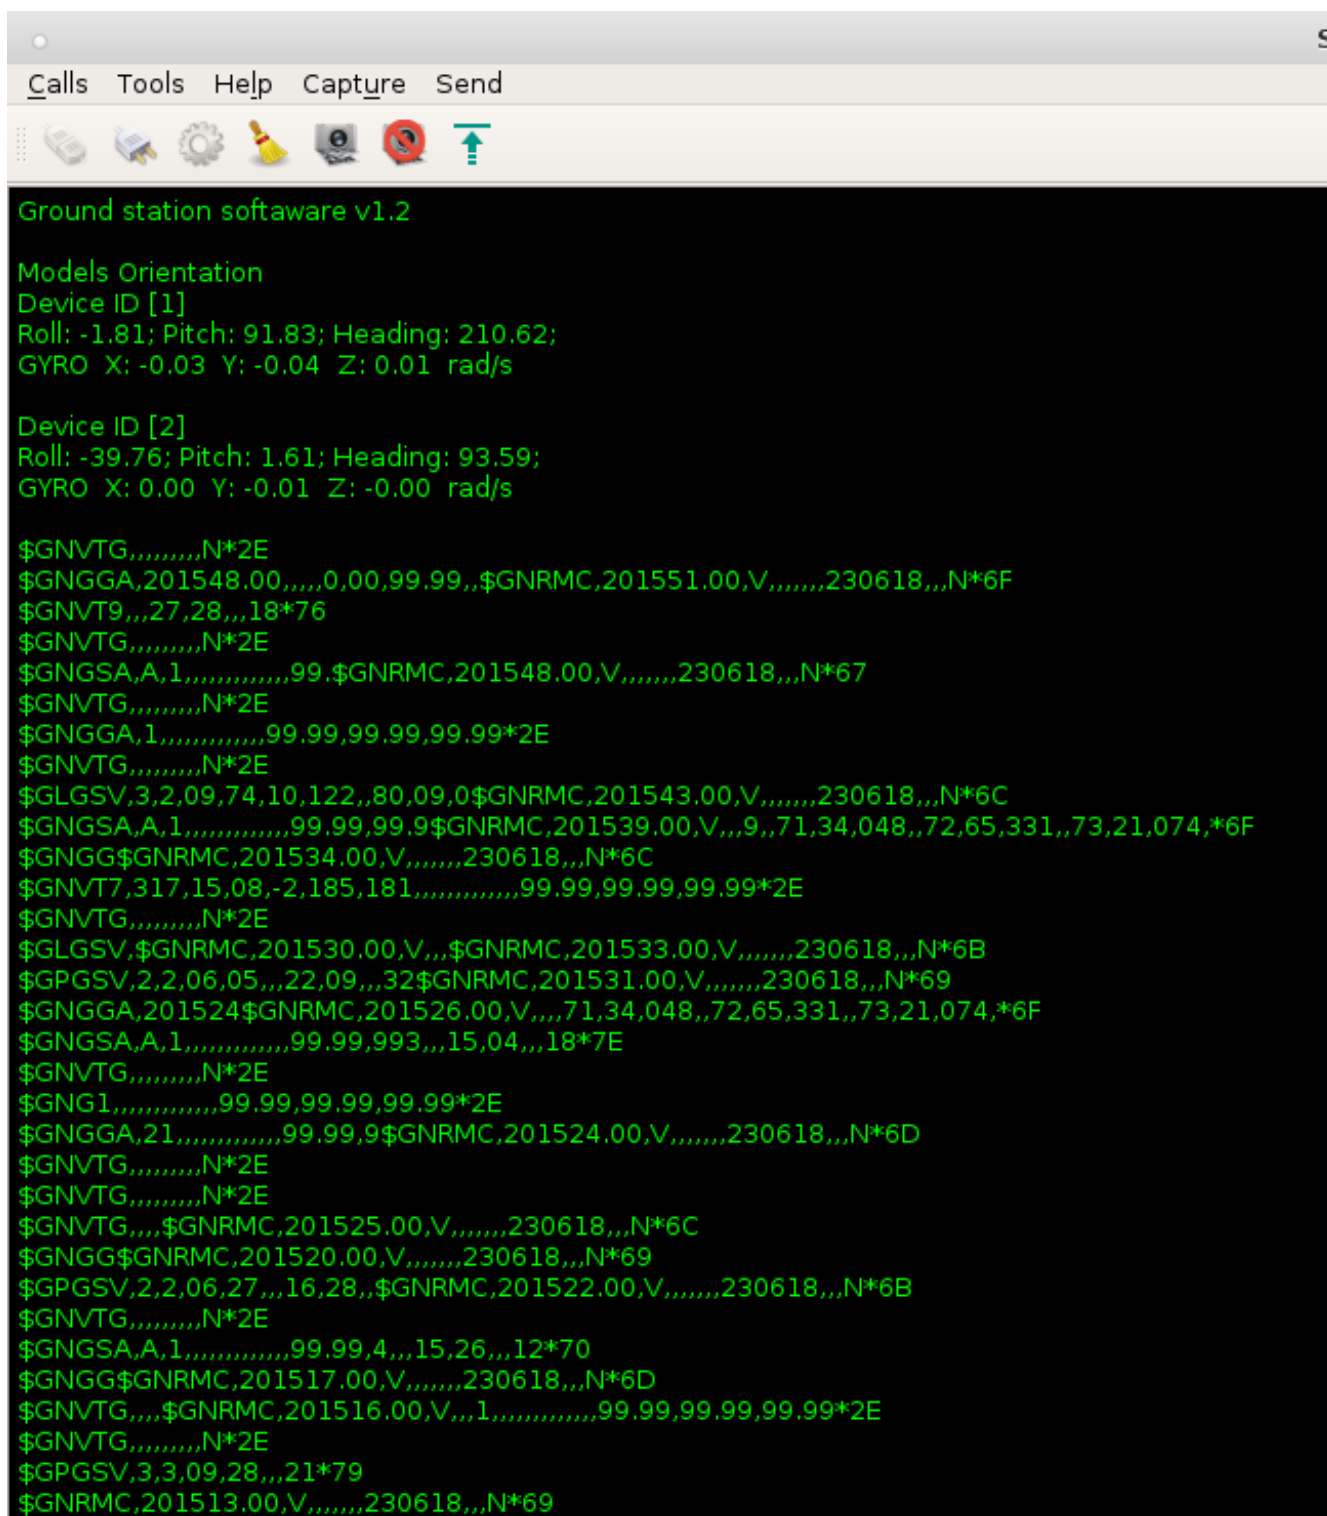 S
Calls Tools Help Capture Send
Ground station softaware v1.2
Models Orientation
Device ID [1]
Roll: -1.81; Pitch: 91.83; Heading: 210.62;
GYRO X: -0.03 Y: -0.04 Z: 0.01 rad/s
Device ID [2]
Roll: -39.76; Pitch: 1.61; Heading: 93.59;
GYRO X: 0.00 Y: -0.01 Z: -0.00 rad/s
$GNVTG,,,,,,,,,N*2E
$GNGGA,201548.00,,,,,0,00,99.99,,$GNRMC,201551.00,V,,,,,,,230618,,,N*6F
$GNVT9,,,27,28,,,18*76
$GNVTG,,,,,,,,,N*2E
$GNGSA,A,1,,,,,,,,,,,,,99.$GNRMC,201548.00,V,,,,,,,230618,,,N*67
$GNVTG,,,,,,,,,N*2E
$GNGGA,1,,,,,,,,,,,,,99.99,99.99,99.99*2E
$GNVTG,,,,,,,,,N*2E
$GLGSV,3,2,09,74,10,122,,80,09,0$GNRMC,201543.00,V,,,,,,,230618,,,N*6C
$GNGSA,A,1,,,,,,,,,,,,,99.99,99.9$GNRMC,201539.00,V,,,9,,71,34,048,,72,65,331,,73,21,074,*6F
$GNGG$GNRMC,201534.00,V,,,,,,,230618,,,N*6C
$GNVT7,317,15,08,-2,185,181,,,,,,,,,,,,,99.99,99.99,99.99*2E
$GNVTG,,,,,,,,,N*2E
$GLGSV,$GNRMC,201530.00,V,,,$GNRMC,201533.00,V,,,,,,,230618,,,N*6B
$GPGSV,2,2,06,05,,,22,09,,,32$GNRMC,201531.00,V,,,,,,,230618,,,N*69
$GNGGA,201524$GNRMC,201526.00,V,,,,71,34,048,,72,65,331,,73,21,074,*6F
$GNGSA,A,1,,,,,,,,,,,,,99.99,993,,,15,04,,,18*7E
$GNVTG,,,,,,,,,N*2E
$GNG1,,,,,,,,,,,,,99.99,99.99,99.99*2E
$GNGGA,21,,,,,,,,,,,,,99.99,9$GNRMC,201524.00,V,,,,,,,230618,,,N*6D
$GNVTG,,,,,,,,,N*2E
$GNVTG,,,,,,,,,N*2E
$GNVTG,,,,$GNRMC,201525.00,V,,,,,,,230618,,,N*6C
$GNGG$GNRMC,201520.00,V,,,,,,,230618,,,N*69
$GPGSV,2,2,06,27,,,16,28,,$GNRMC,201522.00,V,,,,,,,230618,,,N*6B
$GNVTG,,,,,,,,,N*2E
$GNGSA,A,1,,,,,,,,,,,,,99.99,4,,,15,26,,,12*70
$GNGG$GNRMC,201517.00,V,,,,,,,230618,,,N*6D
$GNVTG,,,,$GNRMC,201516.00,V,,,1,,,,,,,,,,,,,99.99,99.99,99.99*2E
$GNVTG,,,,,,,,,N*2E
$GPGSV,3,3,09,28,,,21*79
$GNRMC,201513.00,V,,,,,,,230618,,,N*69